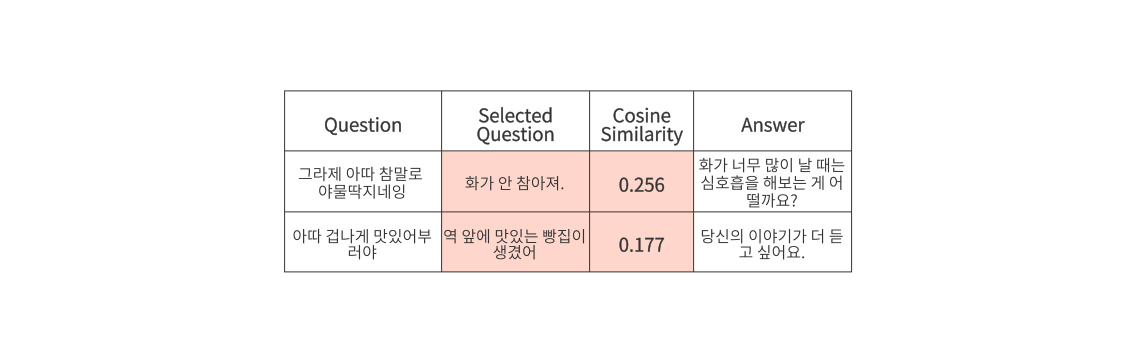 Question
Selected
Question
Cosine
Similarity
Answer
그라제 아따 참말로
야물딱지네잉
화가 안 참아져.
0.256
화가 너무 많이 날 때는
심호흡을 해보는 게 어
떨까요?
아따 겁나게 맛있어부
러야
역 앞에 맛있는 빵집이
생겼어
0.177
당신의 이야기가 더 듣
고 싶어요.